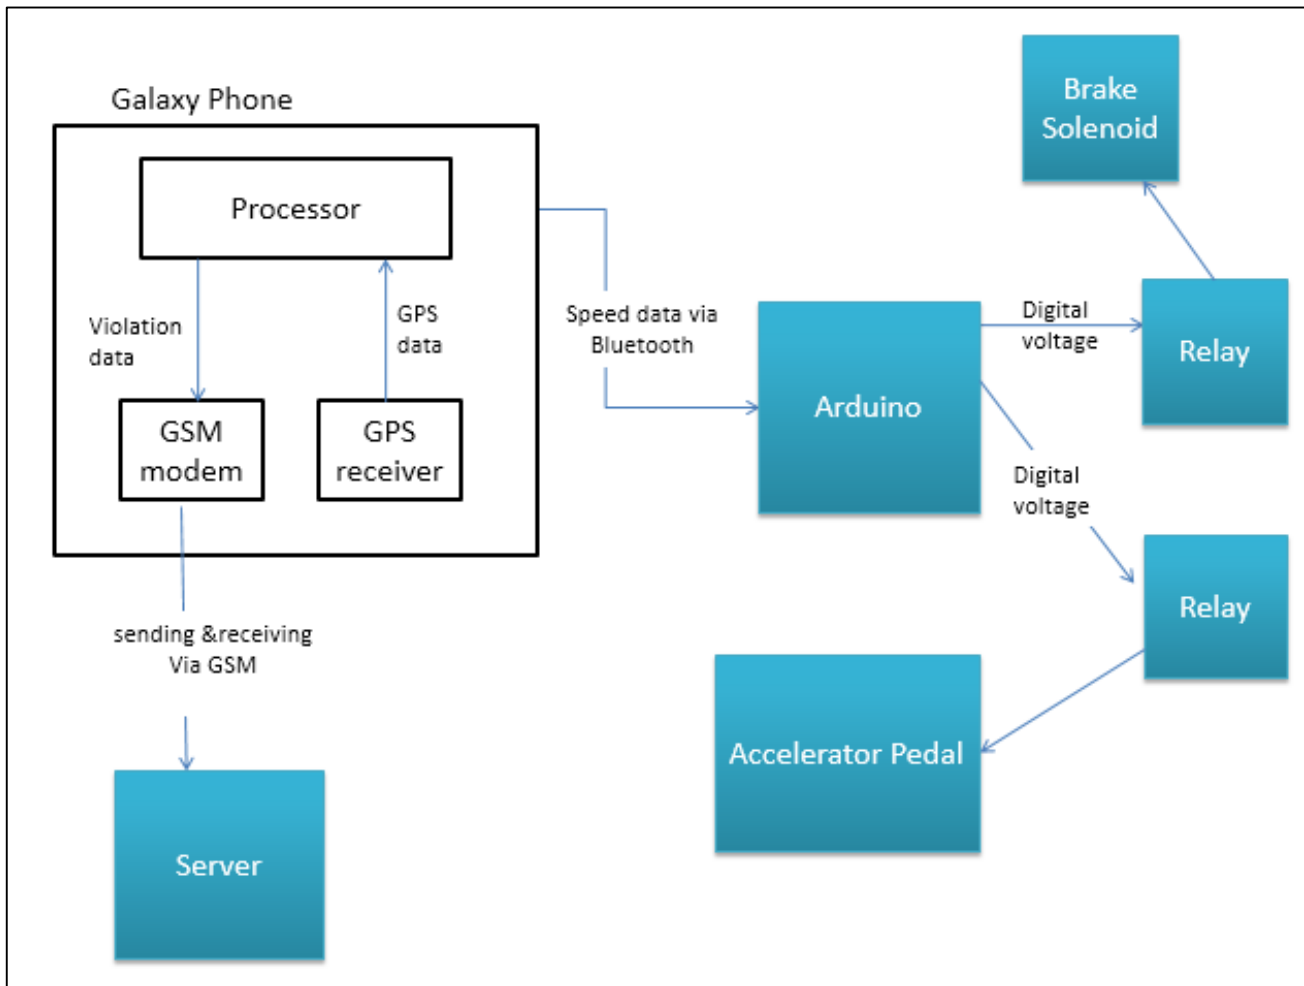 Galaxy Phone
Processor
Violation
data
GPS
data
GSM
modem
GPS
receiver
sending &receiving
Via GSM
Server
Speed data via
Bluetooth
Arduino
Digital
voltage
Relay
Brake
Solenoid
Digital
voltage
Relay
Accelerator Pedal